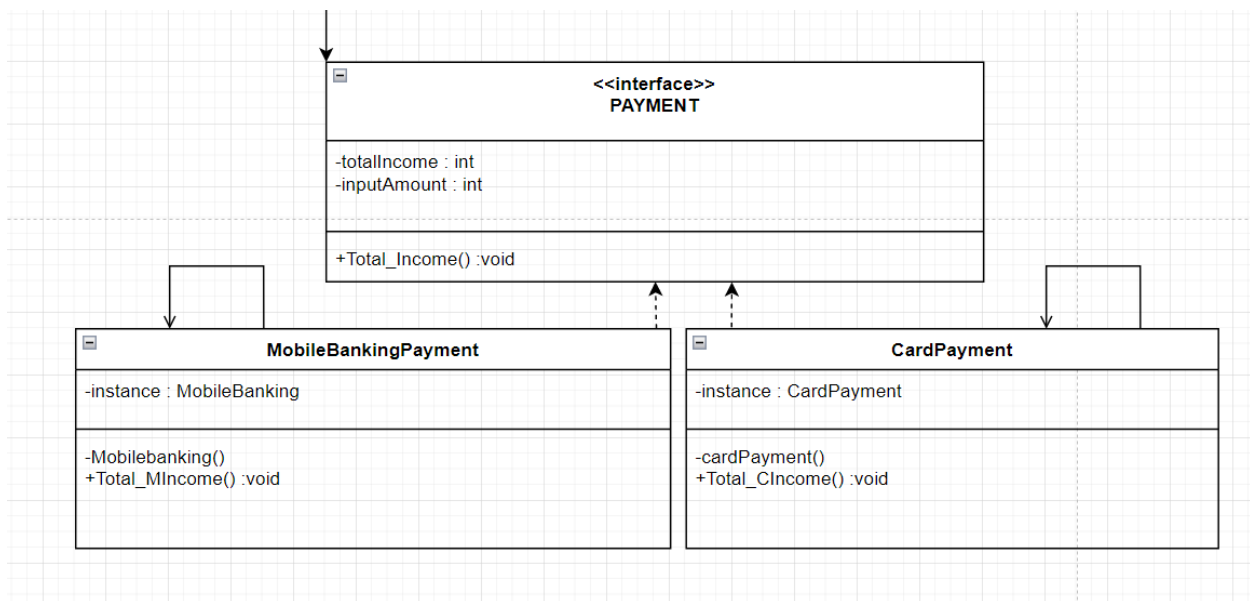 <<interface>>
PAYMENT
-totalIncome : int
-inputAmount : int
+Total_Income() :void
MobileBankingPayment
-instance : MobileBanking
-Mobilebanking()
+Total_MIncome() :void
CardPayment
-instance : CardPayment
-cardPayment()
+Total_CIncome() :void